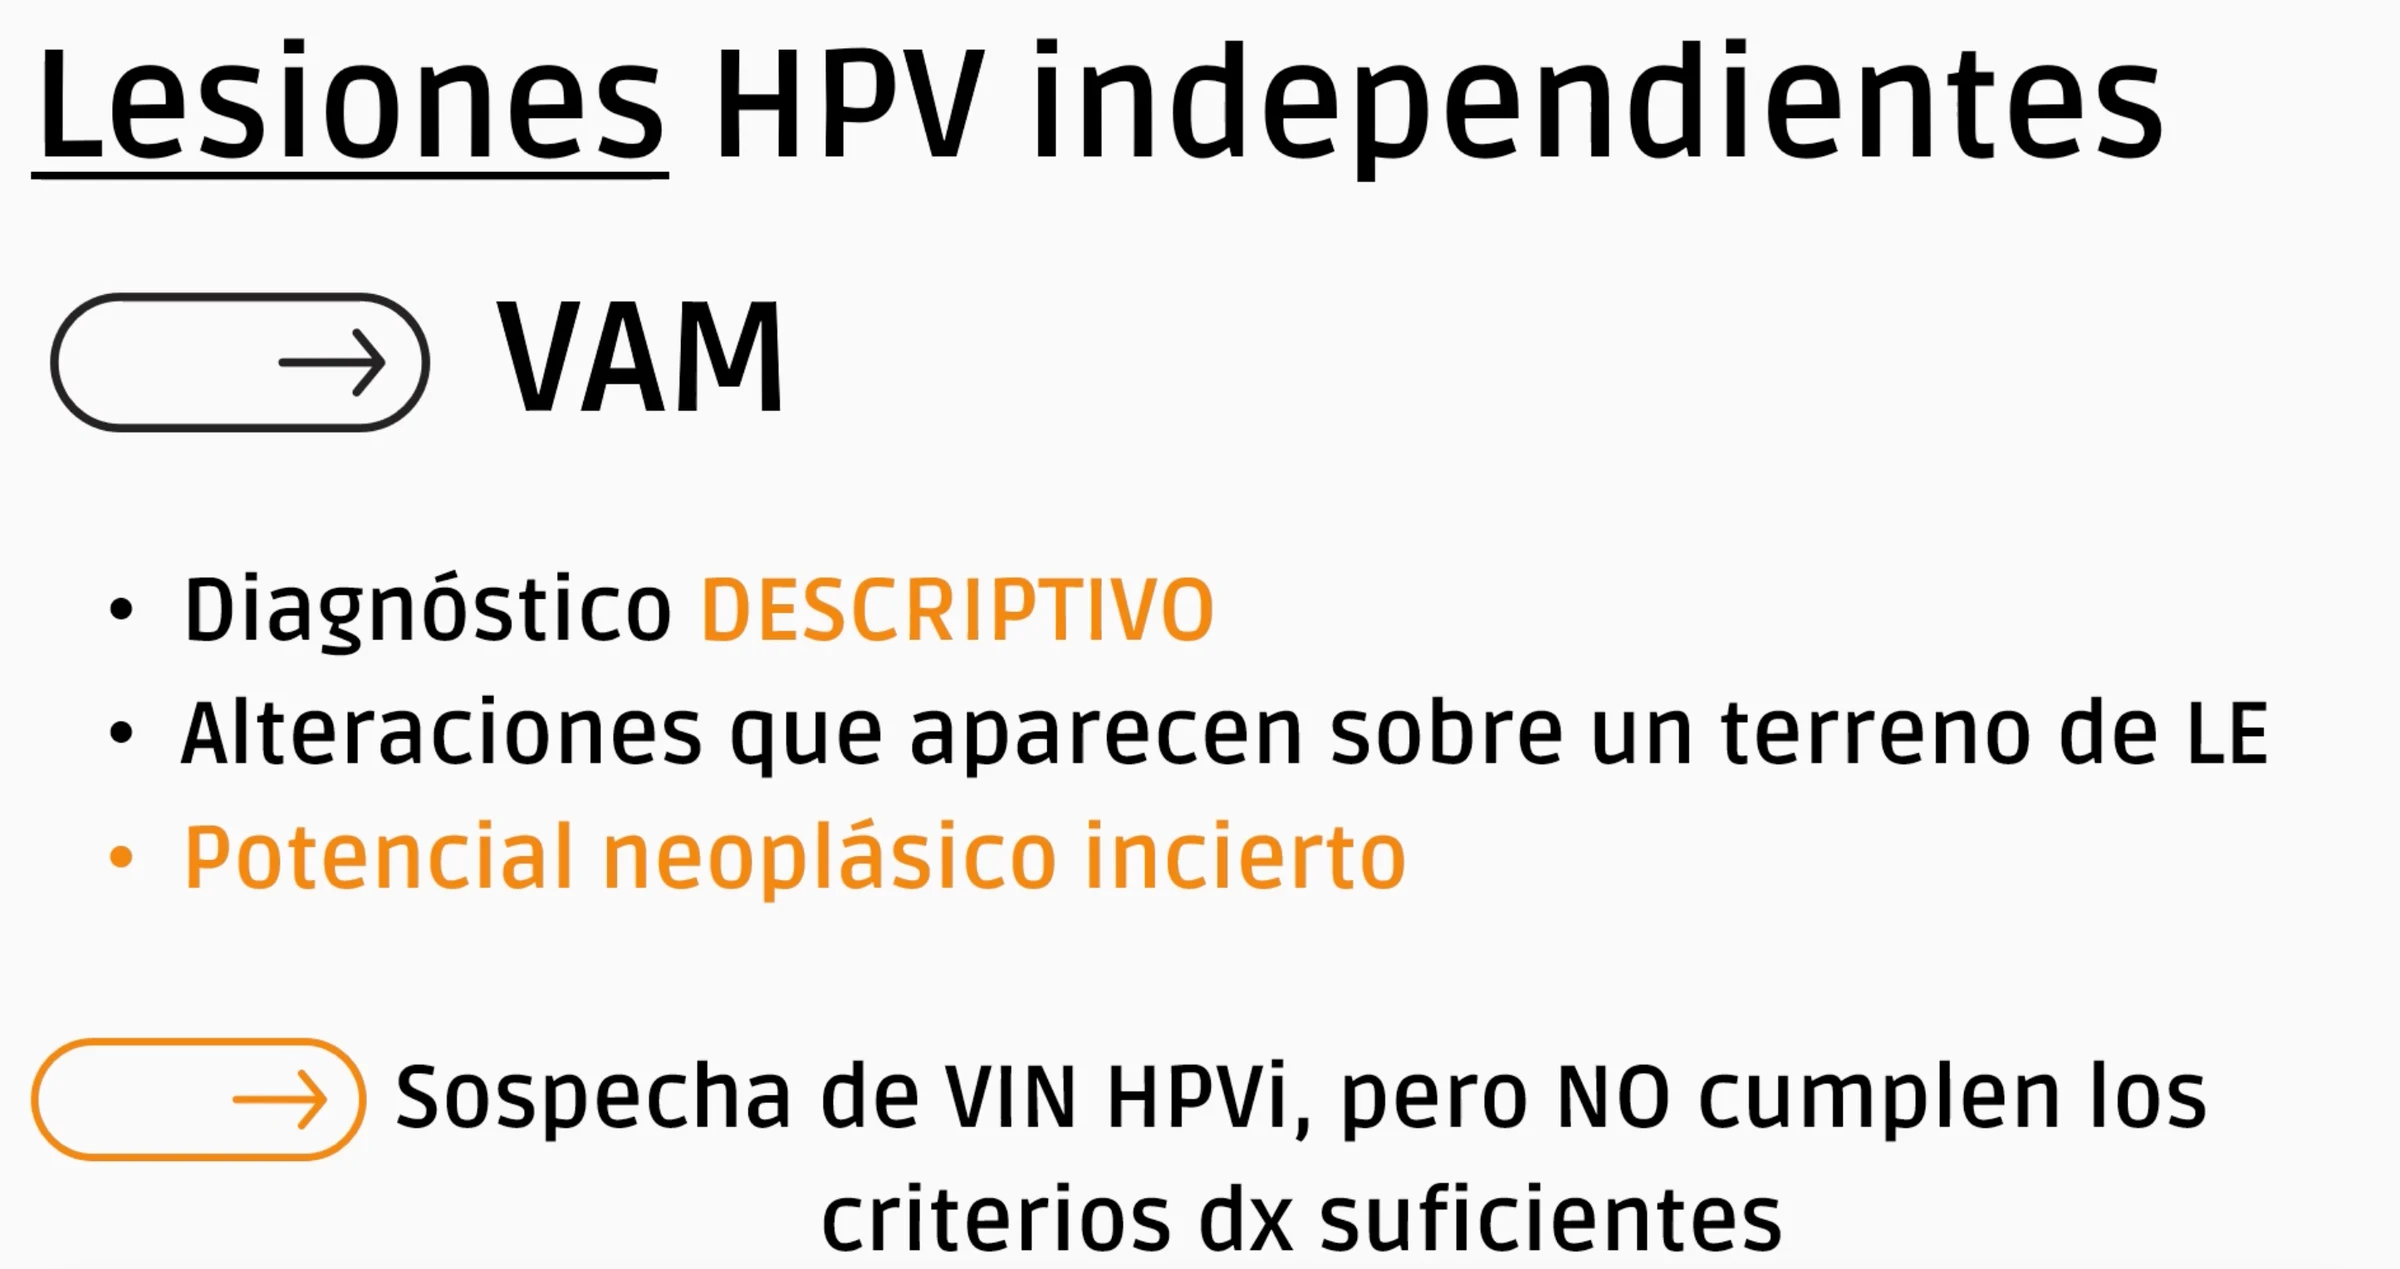 Lesiones HPV independientes
VAM
• Diagnóstico DESCRIPTIVO
• Alteraciones que aparecen sobre un terreno de LE
• Potencial neoplásico incierto
Sospecha de VIN HPVi, pero NO cumplen los
criterios dx suficientes